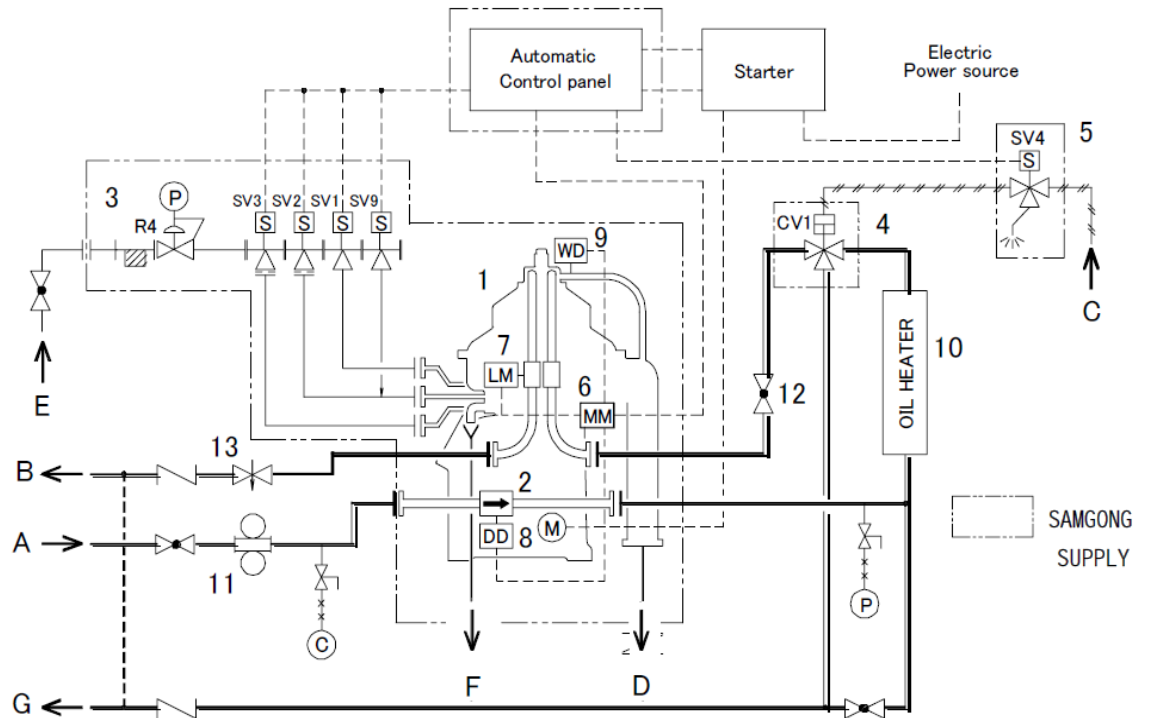 Automatic
Control panel
Starter
Electric
Power source
5
SV4
S
3
P
R4
SV3
SV2
SV1
SV9
S
S
S
S
9
WD
CV1
4
1
C
E
7
LM
6
MM
12
OIL HEATER
10
13
B
2
A
M
DD
8
11
SAMGONG
SUPPLY
P
C
F
D
G